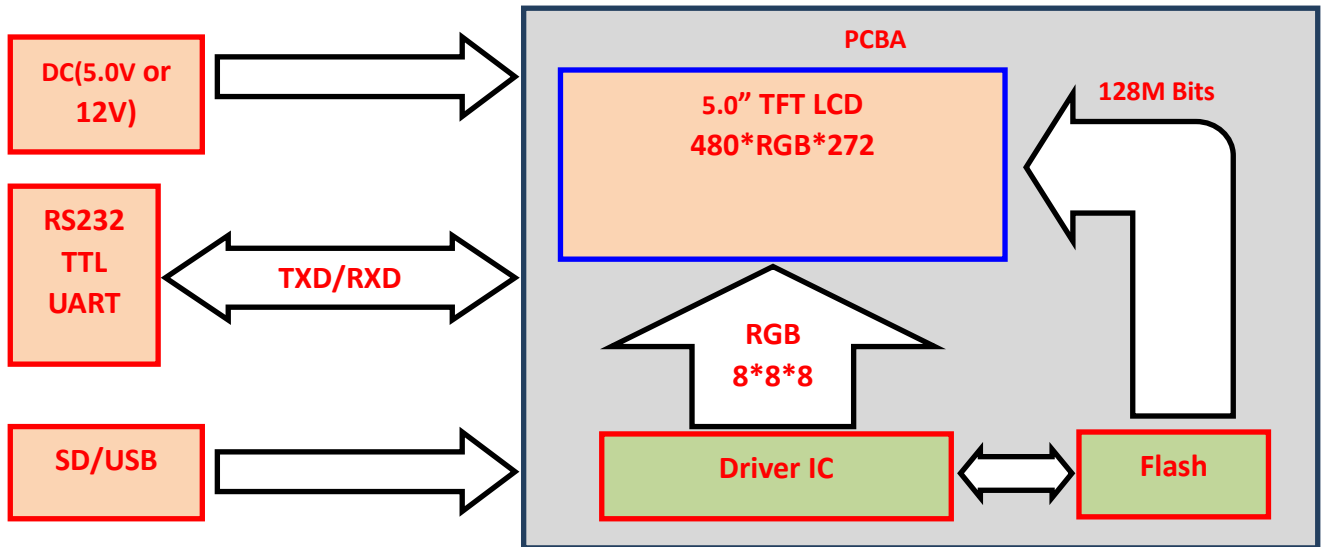 PCBA
DC(5.0V or
12V)
5.0” TFT LCD
480*RGB*272
128M Bits
RS232
TTL
UART
TXD/RXD
RGB
8*8*8
SD/USB
Driver IC
Flash